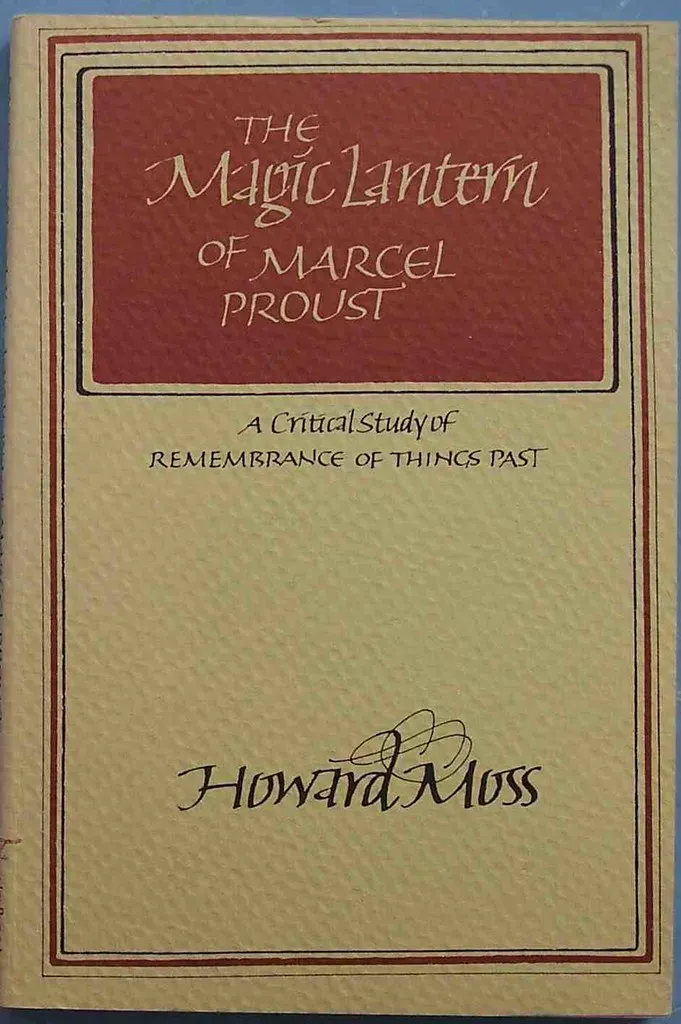 THE
Magic Lantern
OF MARCEL
PROUST
A Critical Study of
REMEMBRANCE OF THINGS PAST
Howard Moss